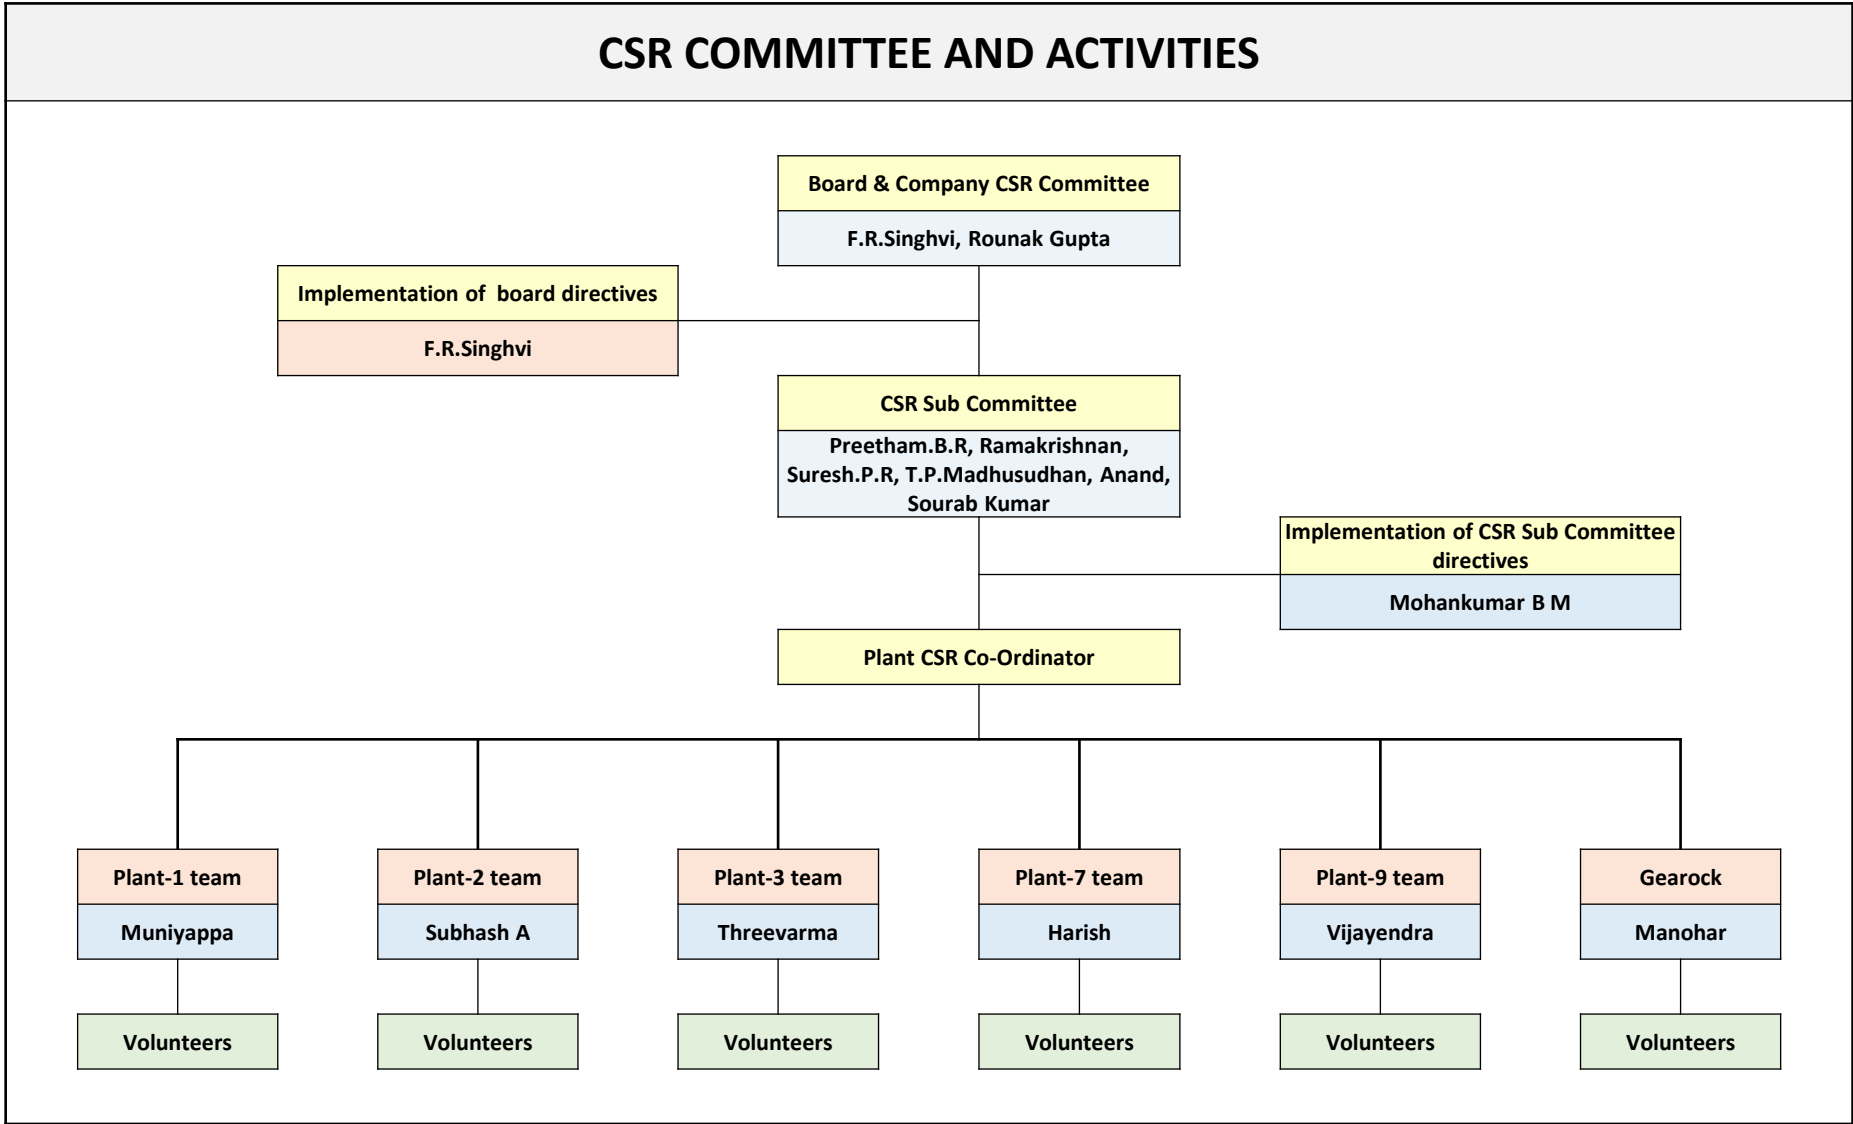 CSR COMMITTEE AND ACTIVITIES
Board & Company CSR Committee
F.R.Singhvi, Rounak Gupta
Implementation of  board directives
F.R.Singhvi
CSR Sub Committee
Preetham.B.R, Ramakrishnan,
Suresh.P.R, T.P.Madhusudhan, Anand,
Sourab Kumar
Implementation of CSR Sub Committee
directives
Mohankumar B M
Plant CSR Co-Ordinator
Plant-1 team
Plant-2 team
Plant-3 team
Plant-7 team
Plant-9 team
Gearock
Muniyappa
Subhash A
Threevarma
Harish
Vijayendra
Manohar
Volunteers
Volunteers
Volunteers
Volunteers
Volunteers
Volunteers